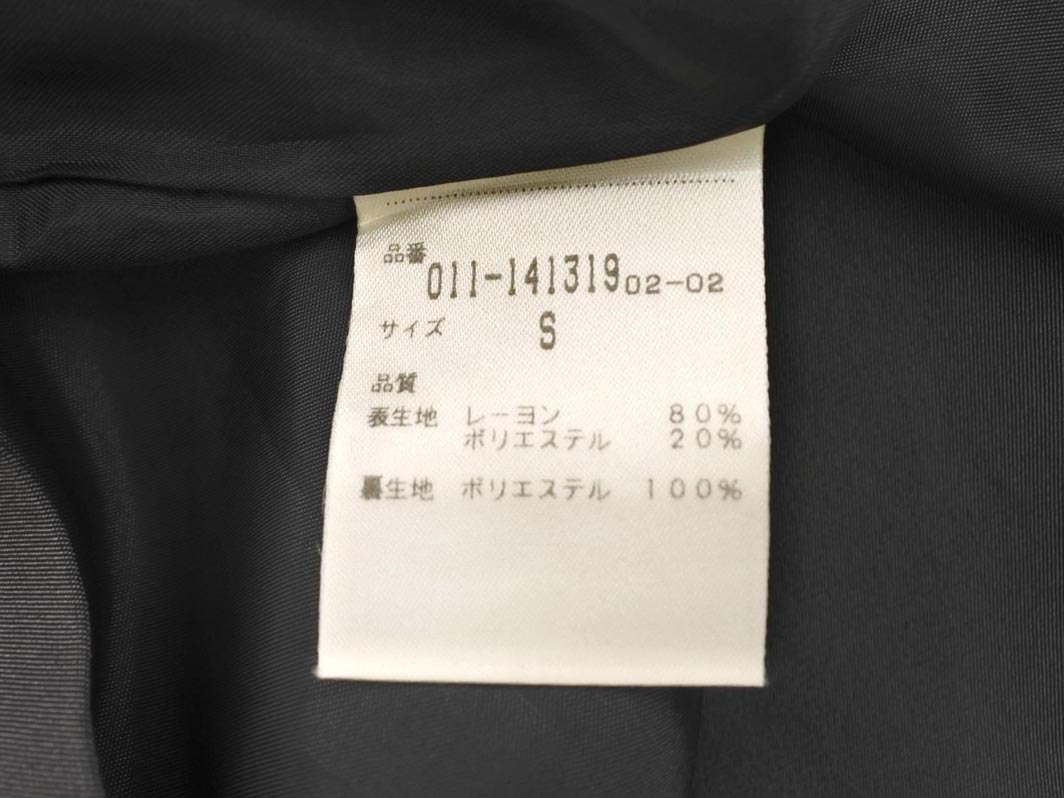 品番
011-141319 02-02
サイズ S
品質
表生地 レーヨン 80%
ポリエステル 20%
裏生地 ポリエステル 100%